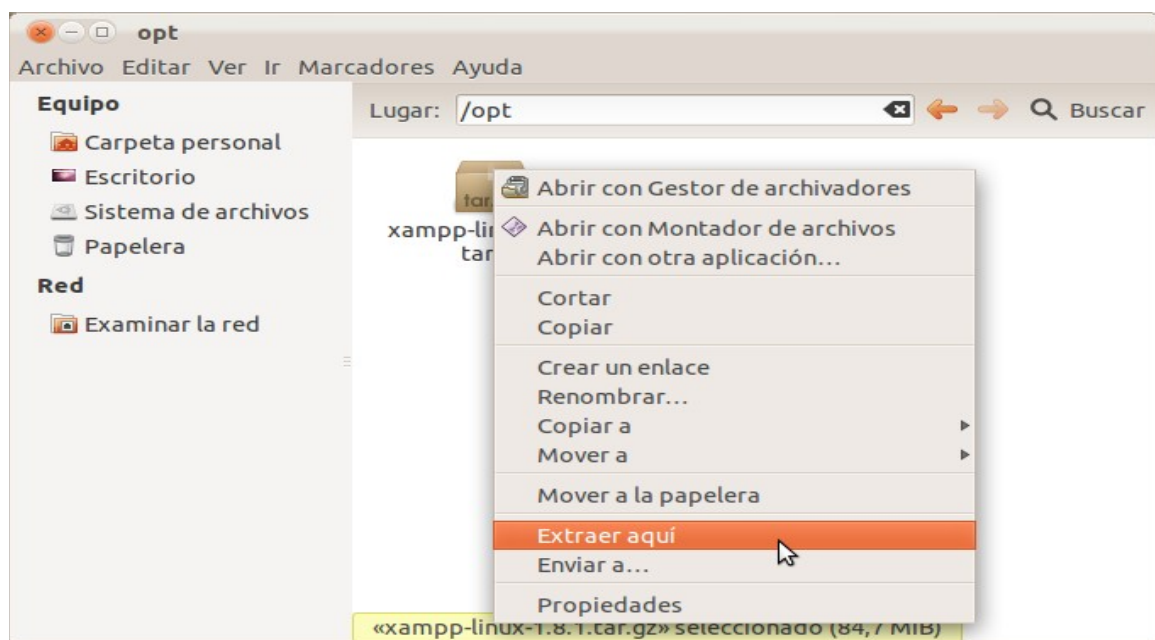 opt
Archivo Editar Ver Ir Marcadores Ayuda
Equipo
Carpeta personal
Escritorio
Sistema de archivos
Papelera
Red
Examinar la red
Lugar: /opt Buscar
Abrir con Gestor de archivadores
Abrir con Montador de archivos
Abrir con otra aplicación...
Cortar
Copiar
Crear un enlace
Renombrar...
Copiar a
Mover a
Mover a la papelera
Extraer aquí
Enviar a...
Propiedades
«xampp-linux-1.8.1.tar.gz» seleccionado (84,7 MiB)